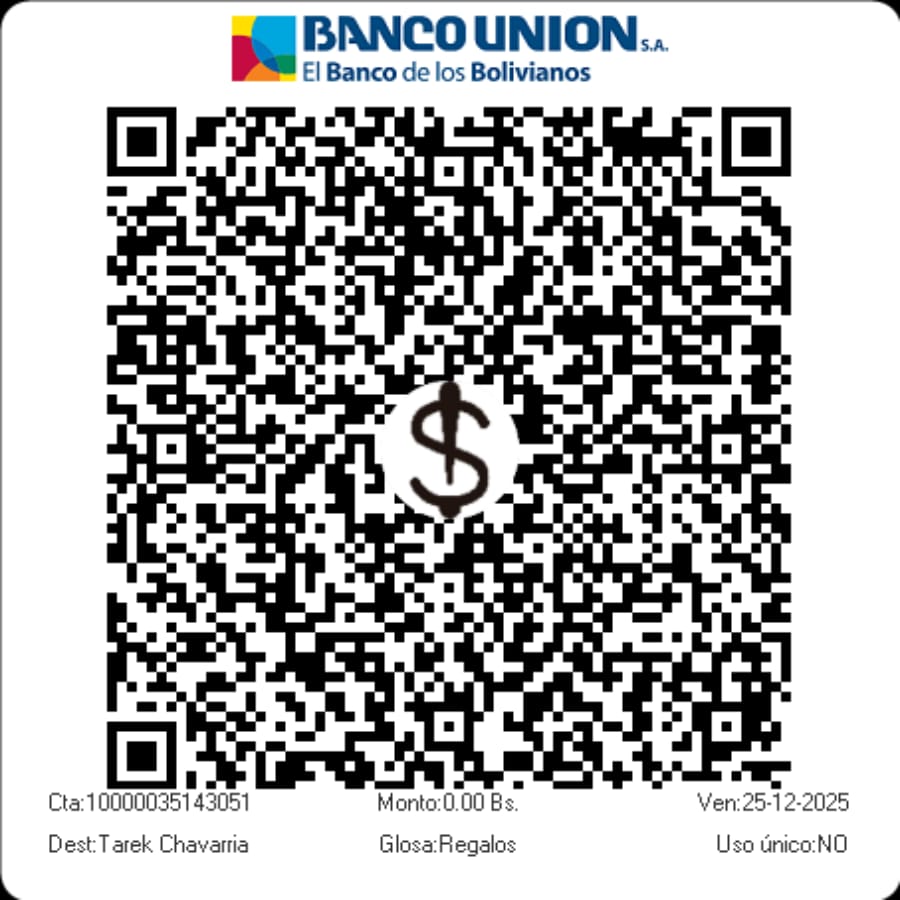 BANCO UNION S.A.
El Banco de los Bolivianos
$
Cta:10000035143051 Monto:0.00 Bs. Ven:25-12-2025
Dest:Tarek Chavarria Glosa:Regalos Uso único:NO